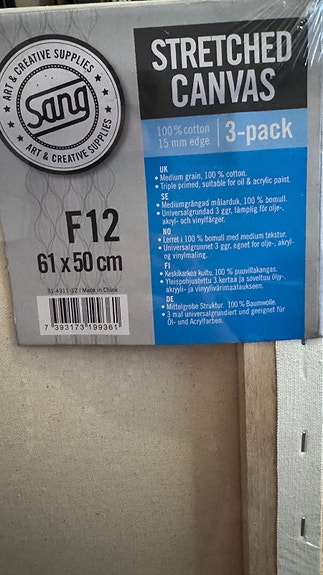 ART & CREATIVE SUPPLIES
Sang
ART & CREATIVE SUPPLIES
STRETCHED
CANVAS
100% cotton
15 mm edge
3-pack
F12
61 x 50 cm
7 393173 199361
UK
• Medium grain, 100% cotton.
• Triple primed, suitable for oil & acrylic paint.
SE
• Mediumgrängad målarduk, 100% bomull.
• Universalgrundad 3 ggr, lämplig för olje-,
akryl- och vinylfärger.
NO
• Lerret i 100% bomull med medium tekstur.
• Universalgrunnet 3 ggr, egnet for olje-, akryl-
og vinylmaling.
FI
• Keskikarkea kuitu. 100% puuvillakangas.
• Yleispohjustettu 3 kertaa ja soveltuu öljy-
akryyli- ja vinyylivärimaalaukseen.
DE
• Mittelgrobe Struktur. 100% Baumwolle.
• 3 mal universalgrundiert und geeignet für
Öl- und Acrylfarben.